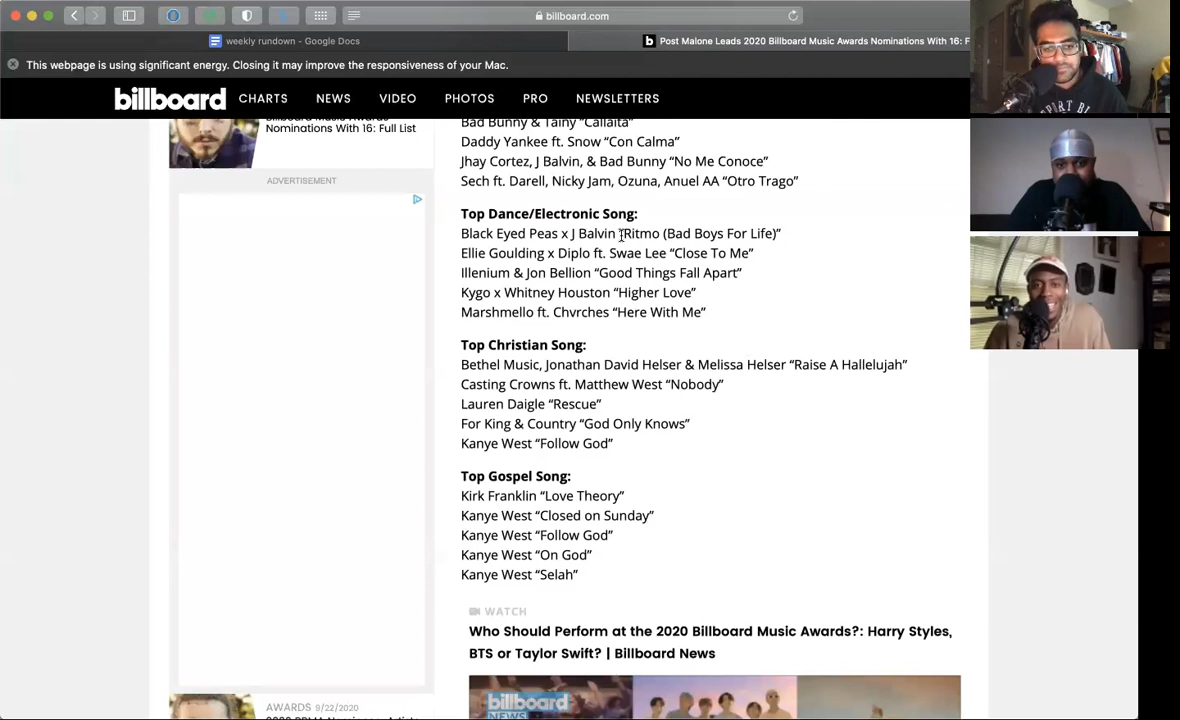 billboard.com
weekly rundown - Google Docs
Post Malone Leads 2020 Billboard Music Awards Nominations With 16: F
This webpage is using significant energy. Closing it may improve the responsiveness of your Mac.
billboard CHARTS NEWS VIDEO PHOTOS PRO NEWSLETTERS
Nominations With 16: Full List
ADVERTISEMENT
Bad Bunny & Tainy “Callaita”
Daddy Yankee ft. Snow “Con Calma”
Jhay Cortez, J Balvin, & Bad Bunny “No Me Conoce”
Sech ft. Darell, Nicky Jam, Ozuna, Anuel AA “Otro Trago”
Top Dance/Electronic Song:
Black Eyed Peas x J Balvin “Ritmo (Bad Boys For Life)”
Ellie Goulding x Diplo ft. Swae Lee “Close To Me”
Illenium & Jon Bellion “Good Things Fall Apart”
Kygo x Whitney Houston “Higher Love”
Marshmello ft. Chvrches “Here With Me”
Top Christian Song:
Bethel Music, Jonathan David Helser & Melissa Helser “Raise A Hallelujah”
Casting Crowns ft. Matthew West “Nobody”
Lauren Daigle “Rescue”
For King & Country “God Only Knows”
Kanye West “Follow God”
Top Gospel Song:
Kirk Franklin “Love Theory”
Kanye West “Closed on Sunday”
Kanye West “Follow God”
Kanye West “On God”
Kanye West “Selah”
WATCH
Who Should Perform at the 2020 Billboard Music Awards?: Harry Styles,
BTS or Taylor Swift? | Billboard News
billboard
NEWS
AWARDS 9/22/2020